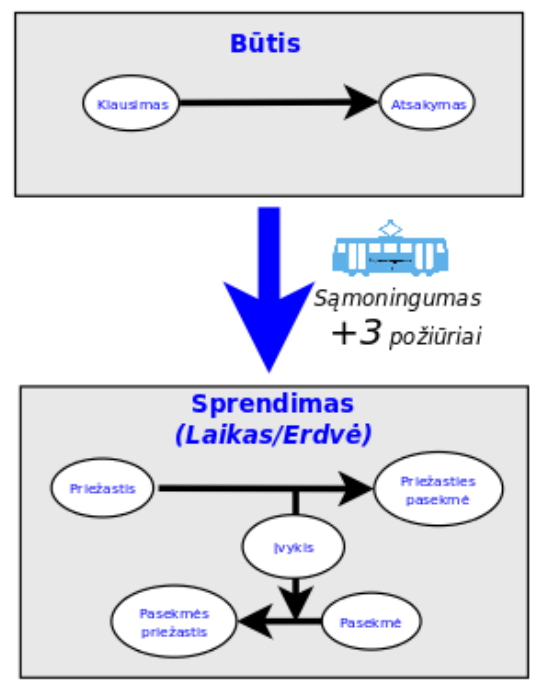 Būtis
Klausimas
Atsakymas
Sąmoningumas
+3 požiūriai
Sprendimas
(Laikas/Erdvė)
Priežastis
Priežasties
pasekmė
Įvykis
Pasekmės
priežastis
Pasekmė